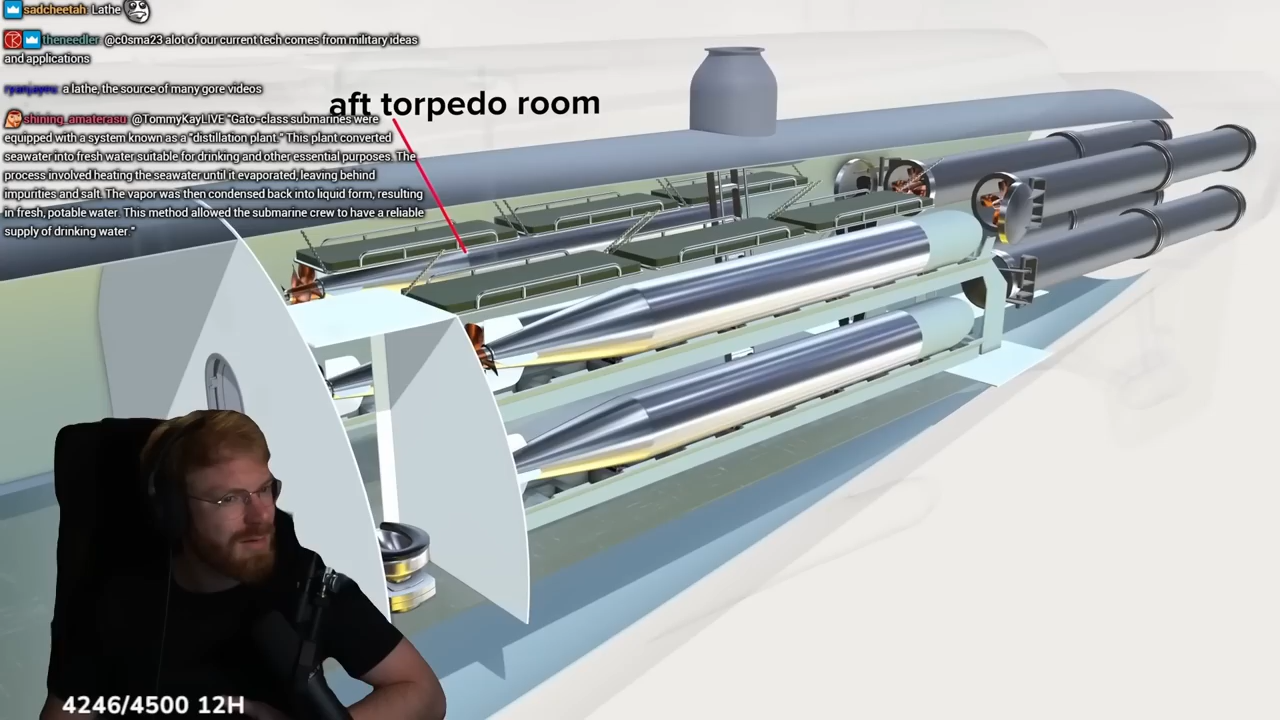 sadcheetah Lathe
theneedler @c0sma23 alot of our current tech comes from military ideas
and applications
a lathe, the source of many gore videos
shining_amaterasu @TommyKayLIVE "Gato-class submarines were
equipped with a system known as a "distillation plant." This plant converted
seawater into fresh water suitable for drinking and other essential purposes. The
process involved heating the seawater until it evaporated, leaving behind
impurities and salt. The vapor was then condensed back into liquid form, resulting
in fresh, potable water. This method allowed the submarine crew to have a reliable
supply of drinking water "
aft torpedo room
4246/4500 12H